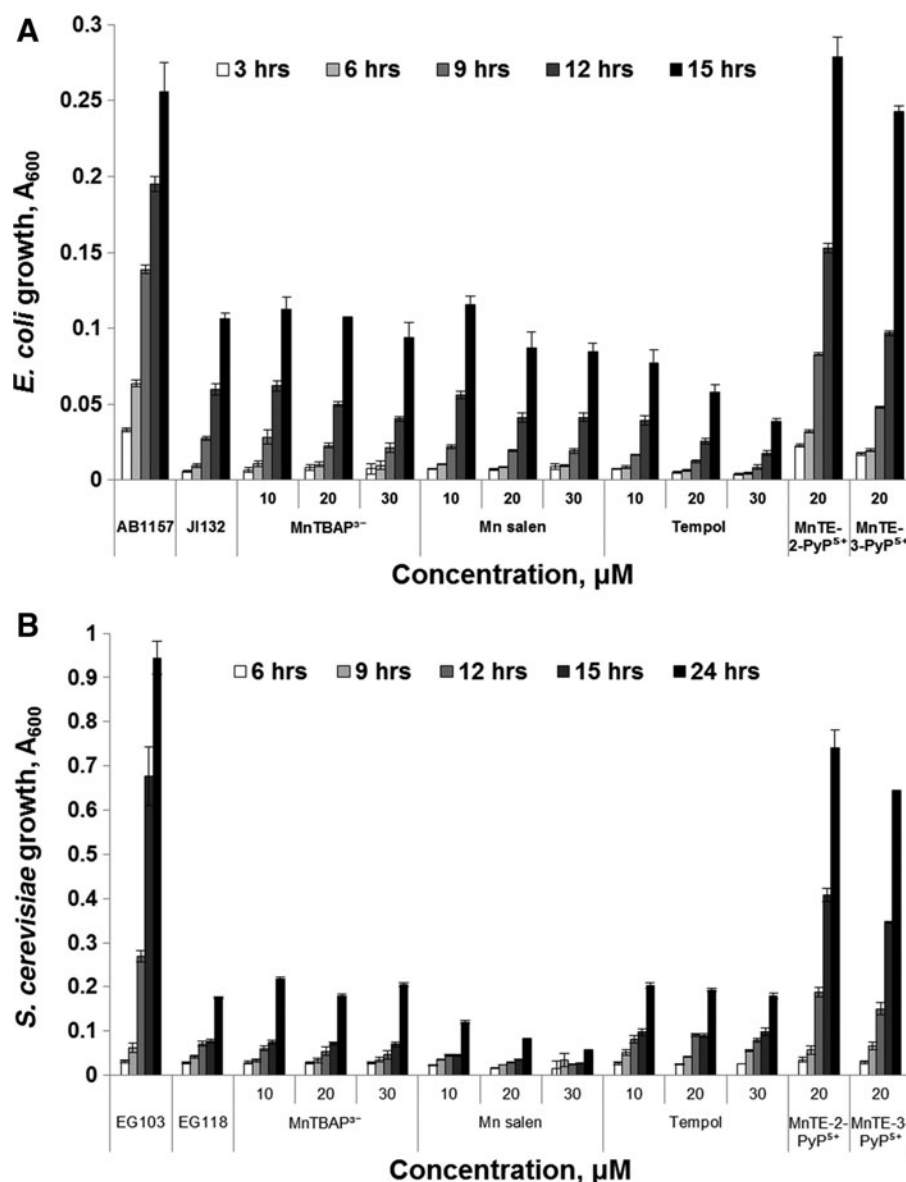 A
0.3
3 hrs 6 hrs 9 hrs 12 hrs 15 hrs
0.25
0.2
0.15
0.1
0.05
0
E. coli growth, A600
10 20 30 10 20 30 10 20 30 20 20
AB1157 JI132 MnTBAP³⁻ Mn salen Tempol MnTE- MnTE-
2-PyP⁵⁺ 3-PyP⁵⁺
Concentration, µM
B
1
6 hrs 9 hrs 12 hrs 15 hrs 24 hrs
0.9
0.8
0.7
0.6
0.5
0.4
0.3
0.2
0.1
0
S. cerevisiae growth, A600
10 20 30 10 20 30 10 20 30 20 20
EG103 EG118 MnTBAP³⁻ Mn salen Tempol MnTE-2- MnTE-3-
PyP⁵⁺ PyP⁵⁺
Concentration, µM